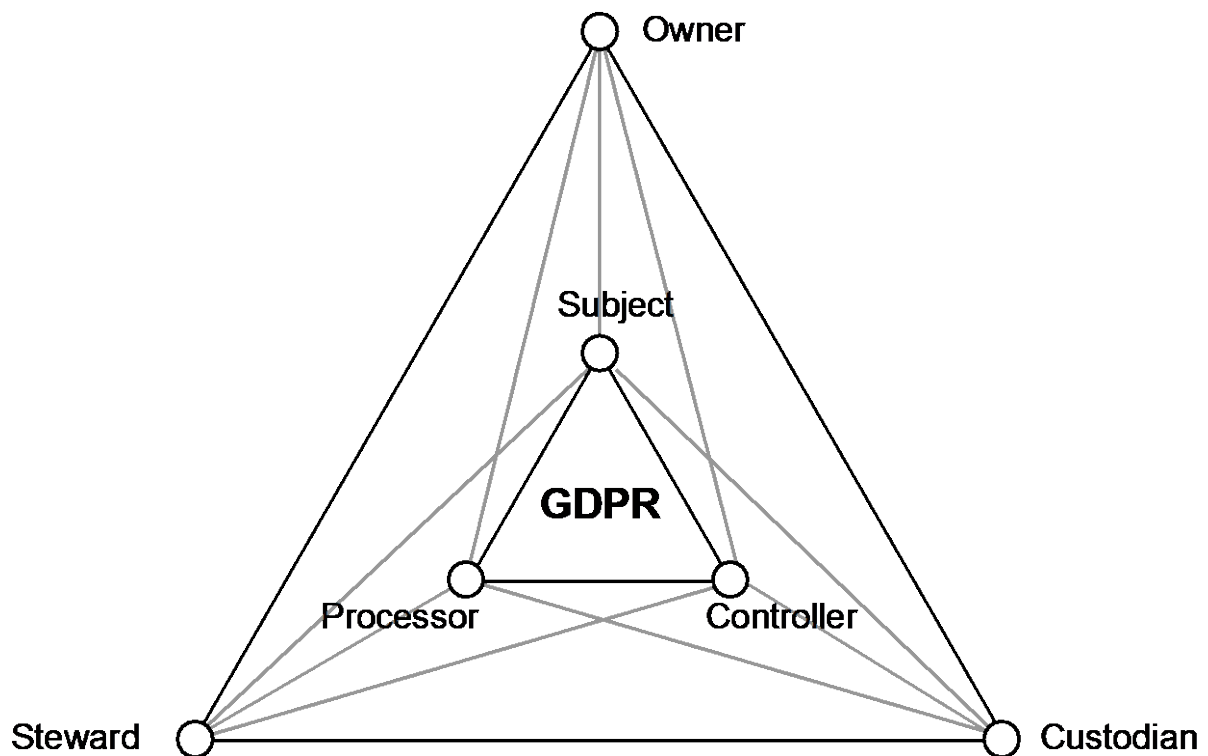 Owner
Subject
GDPR
Processor
Controller
Steward
Custodian